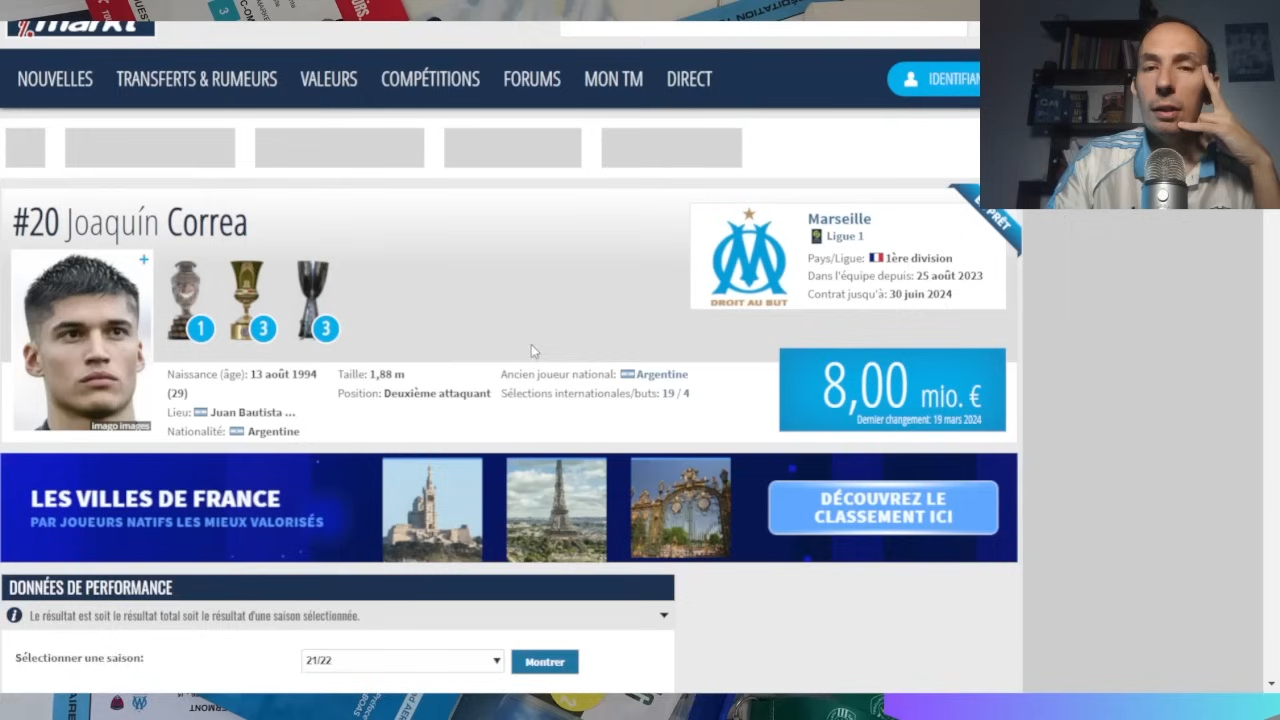 markt
NOUVELLES TRANSFERTS & RUMEURS VALEURS COMPÉTITIONS FORUMS MON TM DIRECT
#20 Joaquín Correa
Marseille
Ligue 1
Pays/Ligue: 1ère division
Dans l'équipe depuis: 25 août 2023
Contrat jusqu'à: 30 juin 2024
DROIT AU BUT
1 3 3
Naissance (âge): 13 août 1994
(29)
Lieu: Juan Bautista ...
Nationalité: Argentine
Taille: 1,88 m
Position: Deuxième attaquant
Ancien joueur national: Argentine
Sélections internationales/buts: 19 / 4
8,00 mio. €
Dernier changement: 19 mars 2024
imago images
LES VILLES DE FRANCE
PAR JOUEURS NATIFS LES MIEUX VALORISÉS
DÉCOUVREZ LE
CLASSEMENT ICI
DONNÉES DE PERFORMANCE
Le résultat est soit le résultat total soit le résultat d'une saison sélectionnée.
Sélectionner une saison: 21/22 Montrer